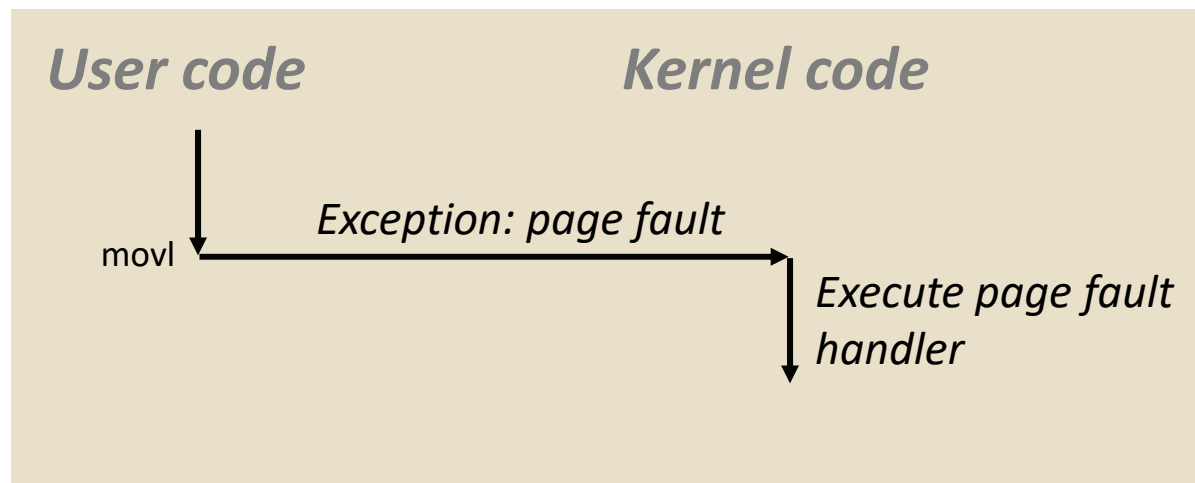 User code
Kernel code
Exception: page fault
movl
Execute page fault
handler